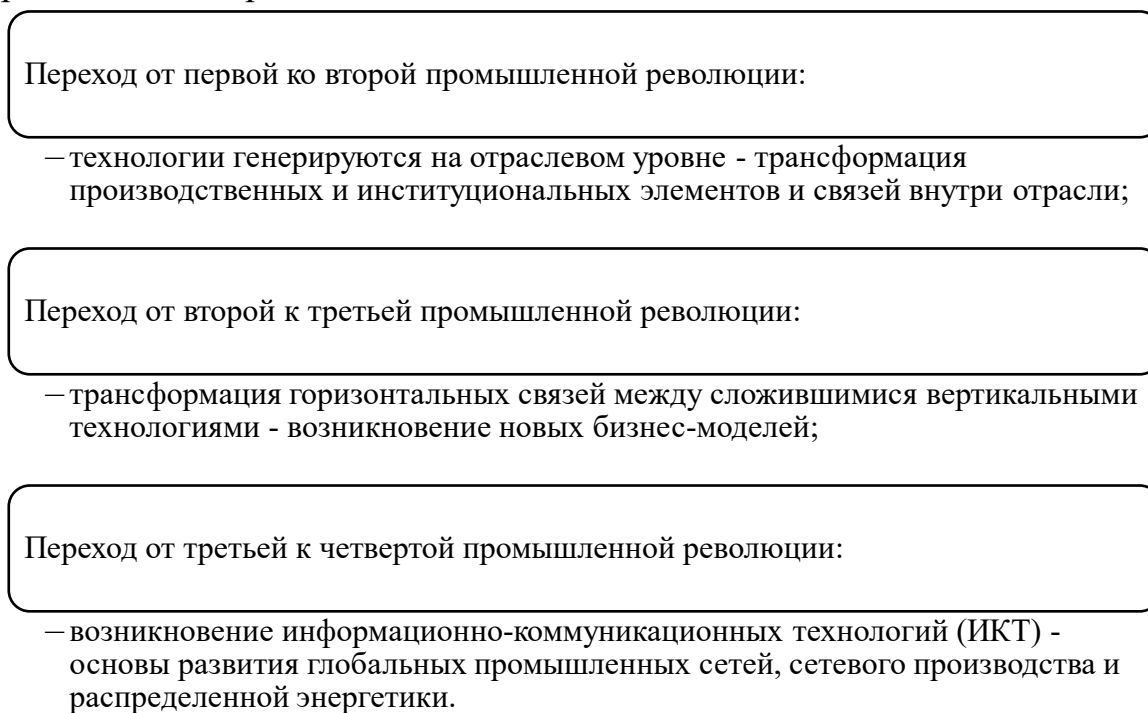 Переход от первой ко второй промышленной революции:
– технологии генерируются на отраслевом уровне - трансформация
производственных и институциональных элементов и связей внутри отрасли;
Переход от второй к третьей промышленной революции:
– трансформация горизонтальных связей между сложившимися вертикальными
технологиями - возникновение новых бизнес-моделей;
Переход от третьей к четвертой промышленной революции:
– возникновение информационно-коммуникационных технологий (ИКТ) -
основы развития глобальных промышленных сетей, сетевого производства и
распределенной энергетики.